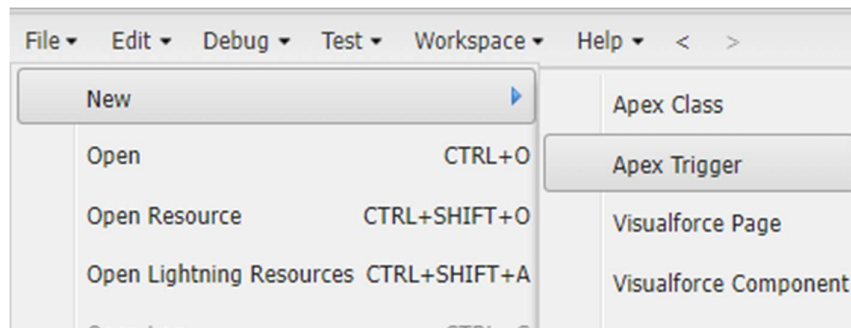 File Edit Debug Test Workspace Help < >
New
Open CTRL+O
Open Resource CTRL+SHIFT+O
Open Lightning Resources CTRL+SHIFT+A
Apex Class
Apex Trigger
Visualforce Page
Visualforce Component